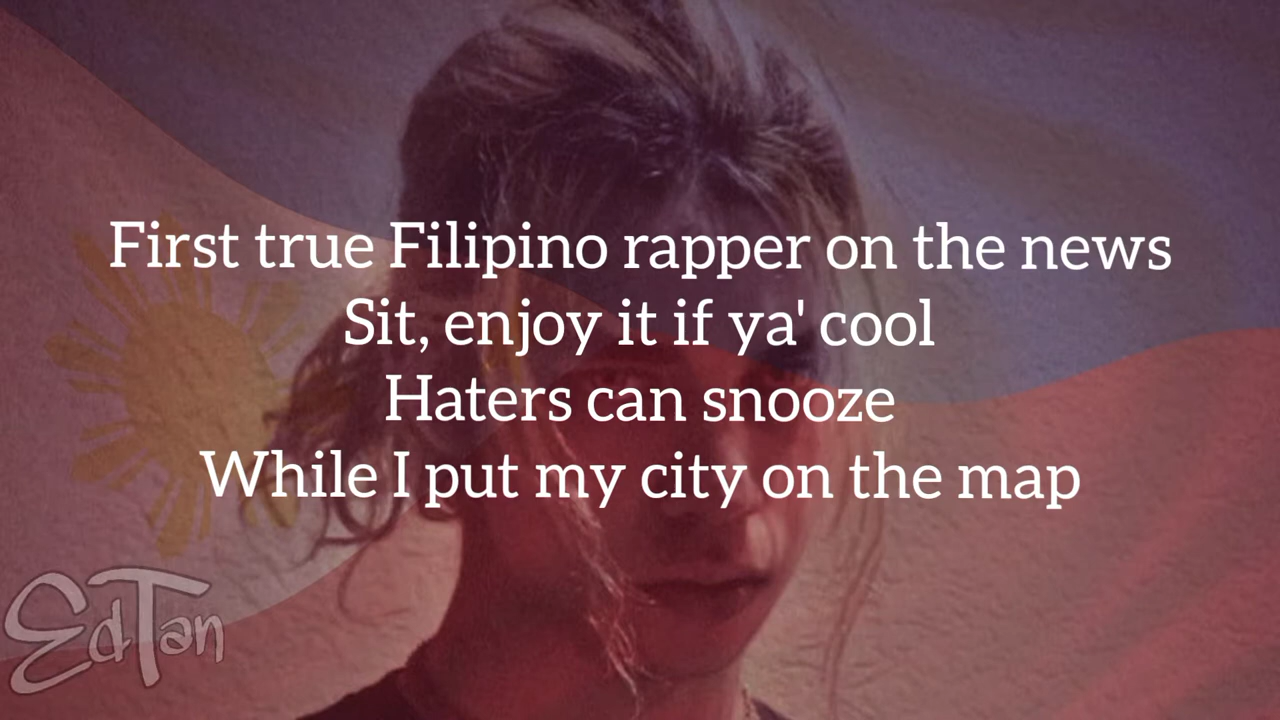 First true Filipino rapper on the news
Sit, enjoy it if ya' cool
Haters can snooze
While I put my city on the map
EdTan